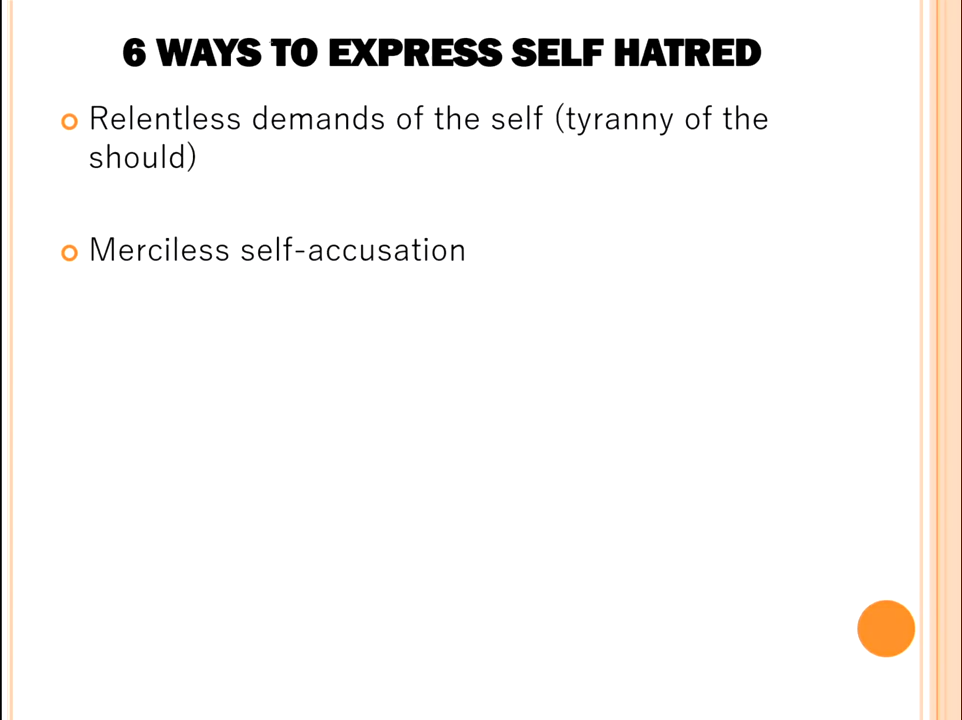 6 WAYS TO EXPRESS SELF HATRED
Relentless demands of the self (tyranny of the
should)
Merciless self-accusation